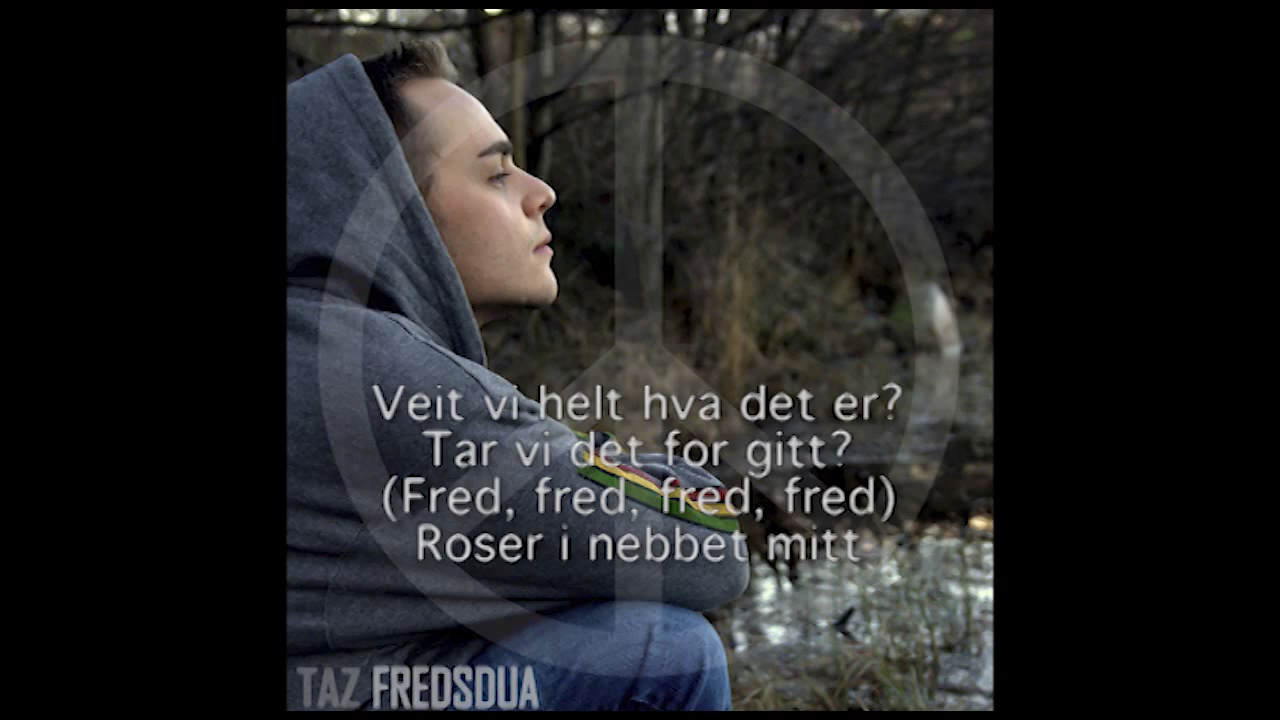 Veit vi helt hva det er?
Tar vi det for gitt?
(Fred, fred, fred, fred)
Roser i nebbet mitt
TAZ FREDSDUA